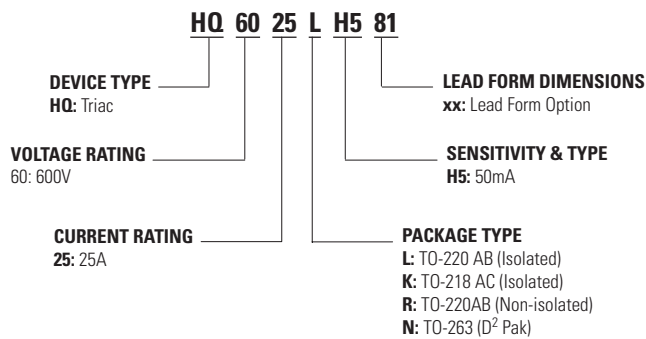 HQ 60 25 L H5 81
DEVICE TYPE
HQ: Triac
VOLTAGE RATING
60: 600V
CURRENT RATING
25: 25A
LEAD FORM DIMENSIONS
xx: Lead Form Option
SENSITIVITY & TYPE
H5: 50mA
PACKAGE TYPE
L: TO-220 AB (Isolated)
K: TO-218 AC (Isolated)
R: TO-220AB (Non-isolated)
N: TO-263 (D² Pak)